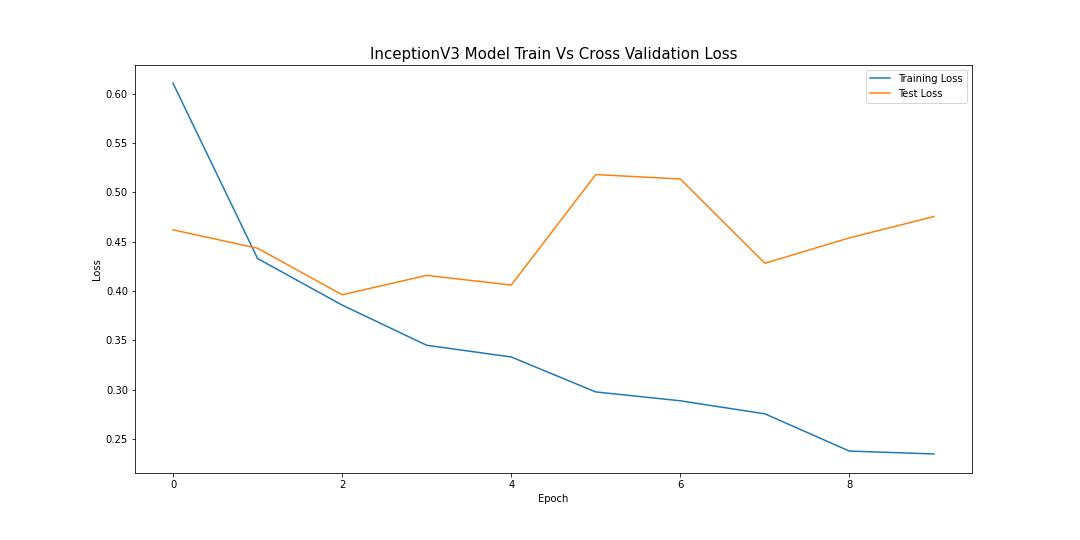 InceptionV3 Model Train Vs Cross Validation Loss
Training Loss
Test Loss
0.60
0.55
0.50
0.45
0.40
0.35
0.30
0.25
Loss
0 2 4 6 8
Epoch